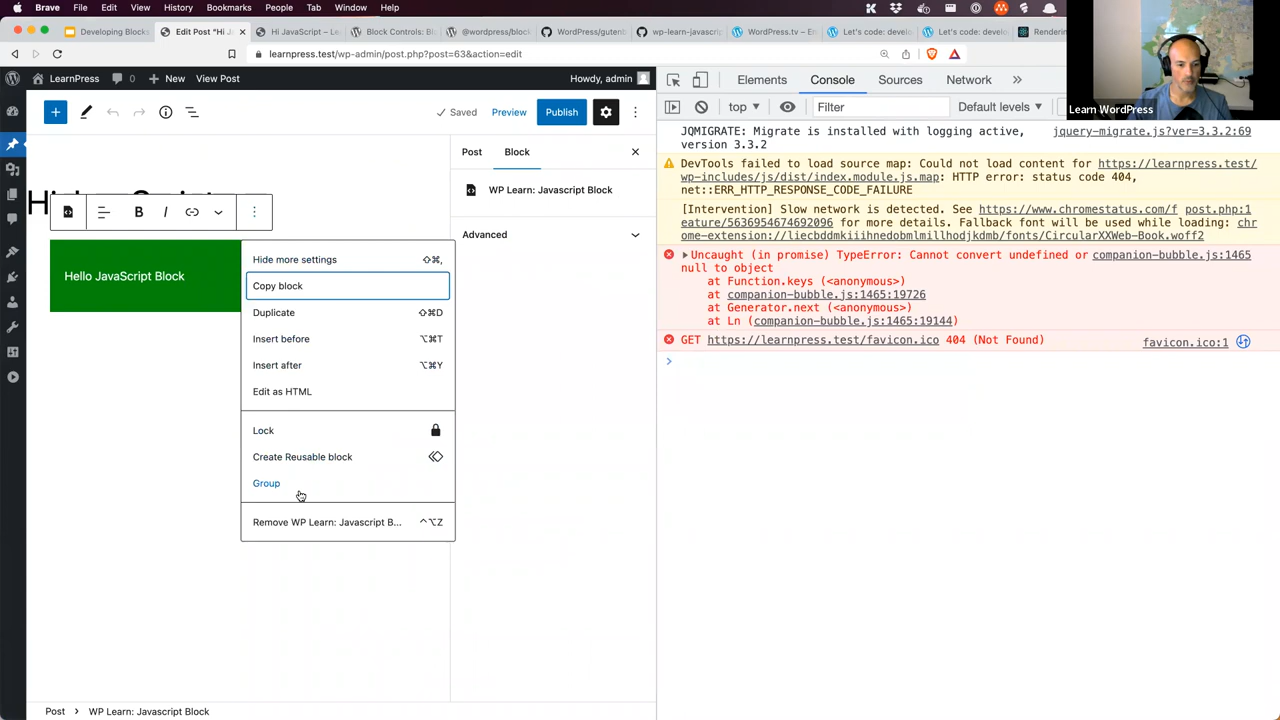 Brave File Edit View History Bookmarks People Tab Window Help
Developing Blocks
Edit Post “Hi J
Hi JavaScript – Le
Block Controls: Bl
@wordpress/block
WordPress/gutenb
wp-learn-javascrip
WordPress.tv – E
Let's code: develo
Let's code: develo
Rendering
learnpress.test/wp-admin/post.php?post=63&action=edit
LearnPress 0 New View Post Howdy, admin
Saved Preview Publish
Post Block
WP Learn: Javascript Block
Advanced
B I
Hello JavaScript Block
Hide more settings ⇧⌘,
Copy block
Duplicate ⇧⌘D
Insert before ⌥⌘T
Insert after ⌥⌘Y
Edit as HTML
Lock
Create Reusable block
Group
Remove WP Learn: Javascript B... ^⌥Z
Post > WP Learn: Javascript Block
Elements Console Sources Network »
top Filter Default levels
JQMIGRATE: Migrate is installed with logging active, jquery-migrate.js?ver=3.3.2:69
version 3.3.2
DevTools failed to load source map: Could not load content for https://learnpress.test/
wp-includes/js/dist/index.module.js.map: HTTP error: status code 404,
net::ERR_HTTP_RESPONSE_CODE_FAILURE
[Intervention] Slow network is detected. See https://www.chromestatus.com/f post.php:1
eature/5636954674692096 for more details. Fallback font will be used while loading: chr
ome-extension://liecbddmkiiihnedobmlmillhodjkdmb/fonts/CircularXXWeb-Book.woff2
Uncaught (in promise) TypeError: Cannot convert undefined or companion-bubble.js:1465
null to object
at Function.keys (<anonymous>)
at companion-bubble.js:1465:19726
at Generator.next (<anonymous>)
at Ln (companion-bubble.js:1465:19144)
GET https://learnpress.test/favicon.ico 404 (Not Found) favicon.ico:1
Learn WordPress